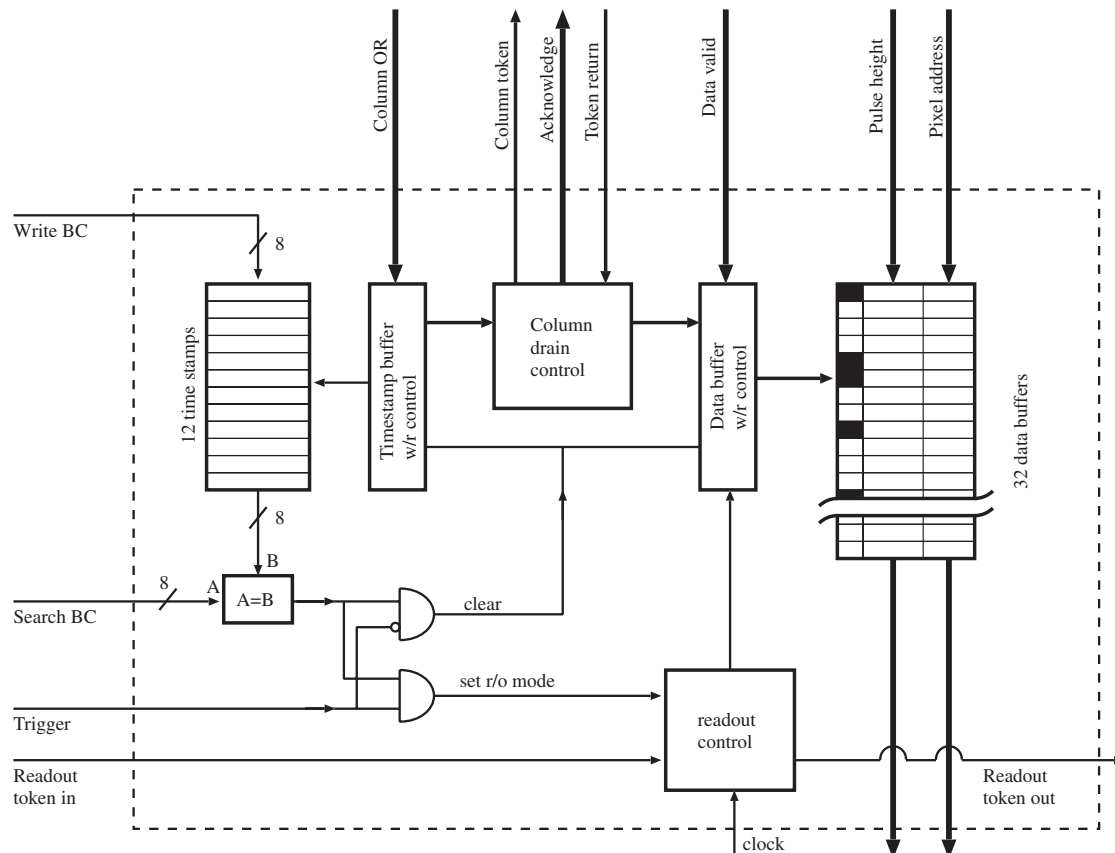 Column OR
Column token
Acknowledge
Token return
Data valid
Pulse height
Pixel address
Write BC
8
12 time stamps
Timestamp buffer
w/r control
Column
drain
control
Data buffer
w/r control
32 data buffers
8
B
8
A
A=B
Search BC
clear
set r/o mode
Trigger
readout
control
Readout
token in
Readout
token out
clock